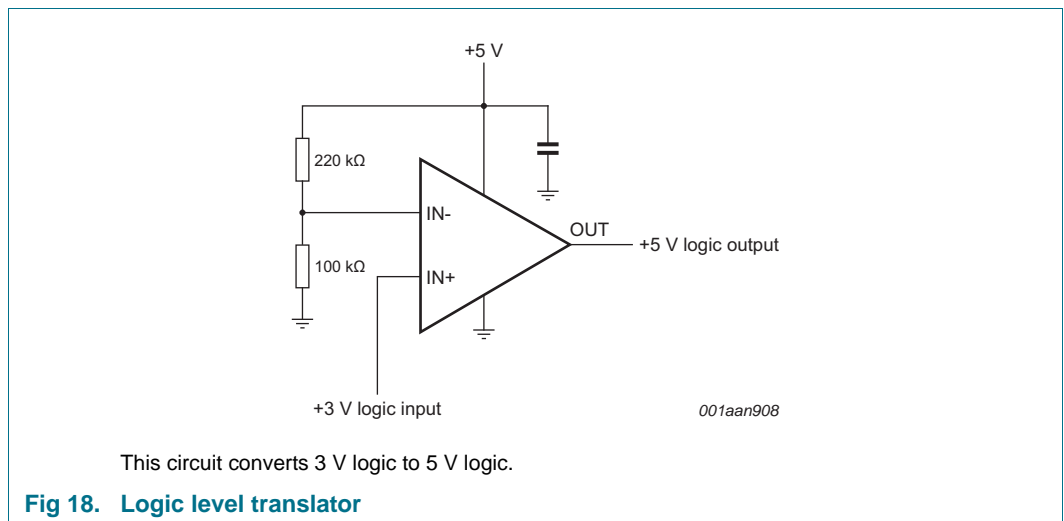 +5 V
220 kΩ
IN-
OUT
+5 V logic output
100 kΩ
IN+
+3 V logic input
001aan908
This circuit converts 3 V logic to 5 V logic.
Fig 18. Logic level translator